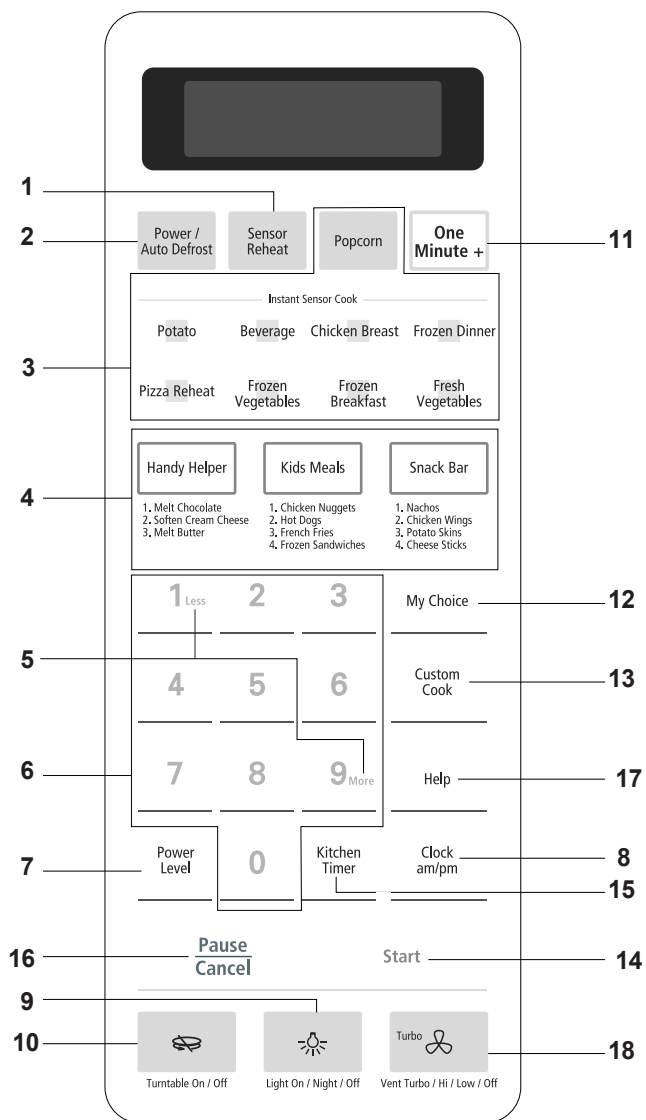 1
2
Power /
Auto Defrost
Sensor
Reheat
Popcorn
One
Minute +
11
Instant Sensor Cook
3
Potato
Beverage
Chicken Breast
Frozen Dinner
Pizza Reheat
Frozen
Vegetables
Frozen
Breakfast
Fresh
Vegetables
4
Handy Helper
1. Melt Chocolate
2. Soften Cream Cheese
3. Melt Butter
Kids Meals
1. Chicken Nuggets
2. Hot Dogs
3. French Fries
4. Frozen Sandwiches
Snack Bar
1. Nachos
2. Chicken Wings
3. Potato Skins
4. Cheese Sticks
1 Less
2
3
My Choice
12
5
4
5
6
Custom
Cook
13
6
7
8
9 More
Help
17
7
Power
Level
0
Kitchen
Timer
Clock
am/pm
8
15
16
Pause
Cancel
Start
14
9
10
Turntable On / Off
Light On / Night / Off
Turbo
Vent Turbo / Hi / Low / Off
18